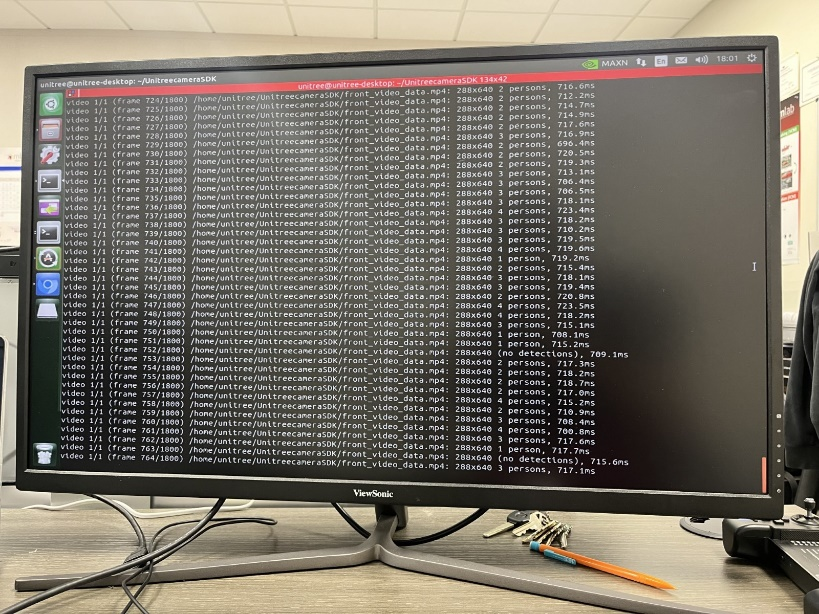 unitree@unitree-desktop: ~/UnitreecameraSDK
MAXN En 18:01
unitree@unitree-desktop: ~/UnitreecameraSDK 134x42
video 1/1 (frame 724/1800) /home/unitree/UnitreecameraSDK/front_video_data.mp4: 288x640 2 persons, 716.6ms
video 1/1 (frame 725/1800) /home/unitree/UnitreecameraSDK/front_video_data.mp4: 288x640 2 persons, 712.2ms
video 1/1 (frame 726/1800) /home/unitree/UnitreecameraSDK/front_video_data.mp4: 288x640 2 persons, 714.7ms
video 1/1 (frame 727/1800) /home/unitree/UnitreecameraSDK/front_video_data.mp4: 288x640 2 persons, 714.9ms
video 1/1 (frame 728/1800) /home/unitree/UnitreecameraSDK/front_video_data.mp4: 288x640 2 persons, 717.6ms
video 1/1 (frame 729/1800) /home/unitree/UnitreecameraSDK/front_video_data.mp4: 288x640 3 persons, 716.9ms
video 1/1 (frame 730/1800) /home/unitree/UnitreecameraSDK/front_video_data.mp4: 288x640 2 persons, 696.4ms
video 1/1 (frame 731/1800) /home/unitree/UnitreecameraSDK/front_video_data.mp4: 288x640 2 persons, 720.5ms
video 1/1 (frame 732/1800) /home/unitree/UnitreecameraSDK/front_video_data.mp4: 288x640 2 persons, 719.3ms
video 1/1 (frame 733/1800) /home/unitree/UnitreecameraSDK/front_video_data.mp4: 288x640 3 persons, 713.1ms
video 1/1 (frame 734/1800) /home/unitree/UnitreecameraSDK/front_video_data.mp4: 288x640 3 persons, 706.4ms
video 1/1 (frame 735/1800) /home/unitree/UnitreecameraSDK/front_video_data.mp4: 288x640 3 persons, 706.5ms
video 1/1 (frame 736/1800) /home/unitree/UnitreecameraSDK/front_video_data.mp4: 288x640 3 persons, 718.1ms
video 1/1 (frame 737/1800) /home/unitree/UnitreecameraSDK/front_video_data.mp4: 288x640 4 persons, 723.4ms
video 1/1 (frame 738/1800) /home/unitree/UnitreecameraSDK/front_video_data.mp4: 288x640 2 persons, 718.2ms
video 1/1 (frame 739/1800) /home/unitree/UnitreecameraSDK/front_video_data.mp4: 288x640 3 persons, 710.2ms
video 1/1 (frame 740/1800) /home/unitree/UnitreecameraSDK/front_video_data.mp4: 288x640 3 persons, 719.5ms
video 1/1 (frame 741/1800) /home/unitree/UnitreecameraSDK/front_video_data.mp4: 288x640 4 persons, 719.6ms
video 1/1 (frame 742/1800) /home/unitree/UnitreecameraSDK/front_video_data.mp4: 288x640 1 person, 719.2ms
video 1/1 (frame 743/1800) /home/unitree/UnitreecameraSDK/front_video_data.mp4: 288x640 2 persons, 715.4ms
video 1/1 (frame 744/1800) /home/unitree/UnitreecameraSDK/front_video_data.mp4: 288x640 3 persons, 718.1ms
video 1/1 (frame 745/1800) /home/unitree/UnitreecameraSDK/front_video_data.mp4: 288x640 3 persons, 719.4ms
video 1/1 (frame 746/1800) /home/unitree/UnitreecameraSDK/front_video_data.mp4: 288x640 2 persons, 720.8ms
video 1/1 (frame 747/1800) /home/unitree/UnitreecameraSDK/front_video_data.mp4: 288x640 4 persons, 723.5ms
video 1/1 (frame 748/1800) /home/unitree/UnitreecameraSDK/front_video_data.mp4: 288x640 4 persons, 718.2ms
video 1/1 (frame 749/1800) /home/unitree/UnitreecameraSDK/front_video_data.mp4: 288x640 3 persons, 715.1ms
video 1/1 (frame 750/1800) /home/unitree/UnitreecameraSDK/front_video_data.mp4: 288x640 1 person, 708.1ms
video 1/1 (frame 751/1800) /home/unitree/UnitreecameraSDK/front_video_data.mp4: 288x640 1 person, 715.2ms
video 1/1 (frame 752/1800) /home/unitree/UnitreecameraSDK/front_video_data.mp4: 288x640 (no detections), 709.1ms
video 1/1 (frame 753/1800) /home/unitree/UnitreecameraSDK/front_video_data.mp4: 288x640 2 persons, 717.3ms
video 1/1 (frame 754/1800) /home/unitree/UnitreecameraSDK/front_video_data.mp4: 288x640 2 persons, 718.2ms
video 1/1 (frame 755/1800) /home/unitree/UnitreecameraSDK/front_video_data.mp4: 288x640 2 persons, 718.7ms
video 1/1 (frame 756/1800) /home/unitree/UnitreecameraSDK/front_video_data.mp4: 288x640 2 persons, 717.0ms
video 1/1 (frame 757/1800) /home/unitree/UnitreecameraSDK/front_video_data.mp4: 288x640 4 persons, 715.2ms
video 1/1 (frame 758/1800) /home/unitree/UnitreecameraSDK/front_video_data.mp4: 288x640 2 persons, 710.9ms
video 1/1 (frame 759/1800) /home/unitree/UnitreecameraSDK/front_video_data.mp4: 288x640 3 persons, 708.4ms
video 1/1 (frame 760/1800) /home/unitree/UnitreecameraSDK/front_video_data.mp4: 288x640 4 persons, 700.8ms
video 1/1 (frame 761/1800) /home/unitree/UnitreecameraSDK/front_video_data.mp4: 288x640 3 persons, 717.6ms
video 1/1 (frame 762/1800) /home/unitree/UnitreecameraSDK/front_video_data.mp4: 288x640 1 person, 717.7ms
video 1/1 (frame 763/1800) /home/unitree/UnitreecameraSDK/front_video_data.mp4: 288x640 (no detections), 715.6ms
video 1/1 (frame 764/1800) /home/unitree/UnitreecameraSDK/front_video_data.mp4: 288x640 3 persons, 717.1ms
ViewSonic